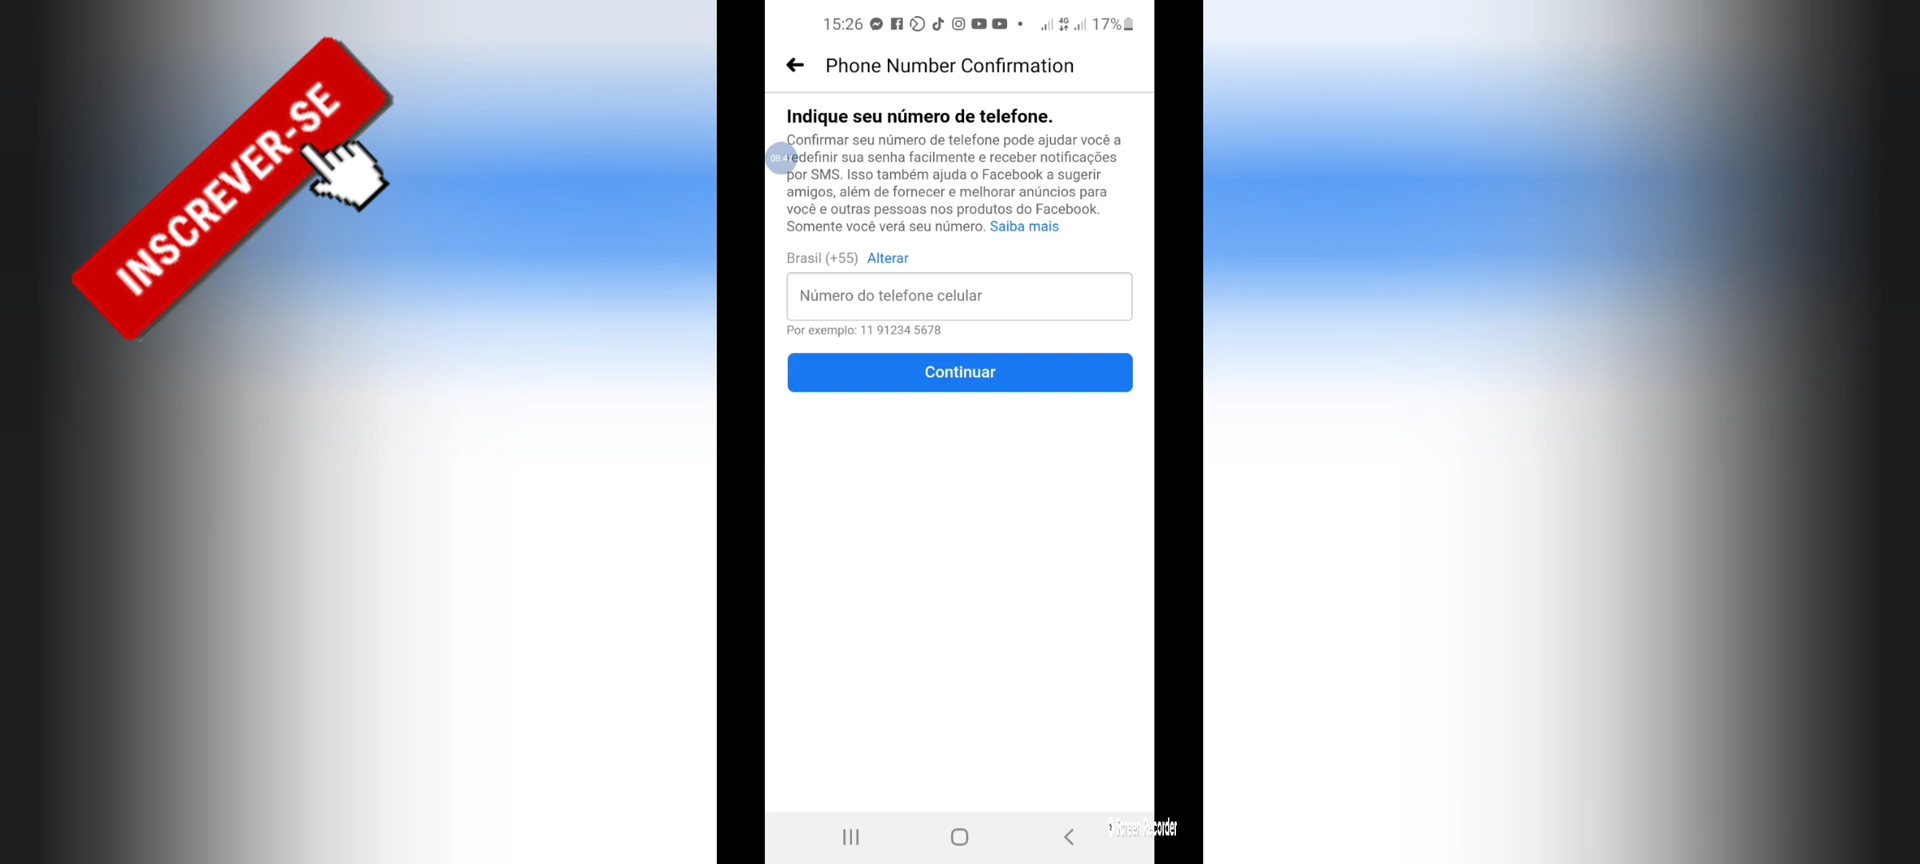 INSCREVER-SE
15:26 4G 17%
Phone Number Confirmation
Indique seu número de telefone.
Confirmar seu número de telefone pode ajudar você a
redefinir sua senha facilmente e receber notificações
por SMS. Isso também ajuda o Facebook a sugerir
amigos, além de fornecer e melhorar anúncios para
você e outras pessoas nos produtos do Facebook.
Somente você verá seu número. Saiba mais
Brasil (+55) Alterar
Número do telefone celular
Por exemplo: 11 91234 5678
Continuar
Screen Recorder